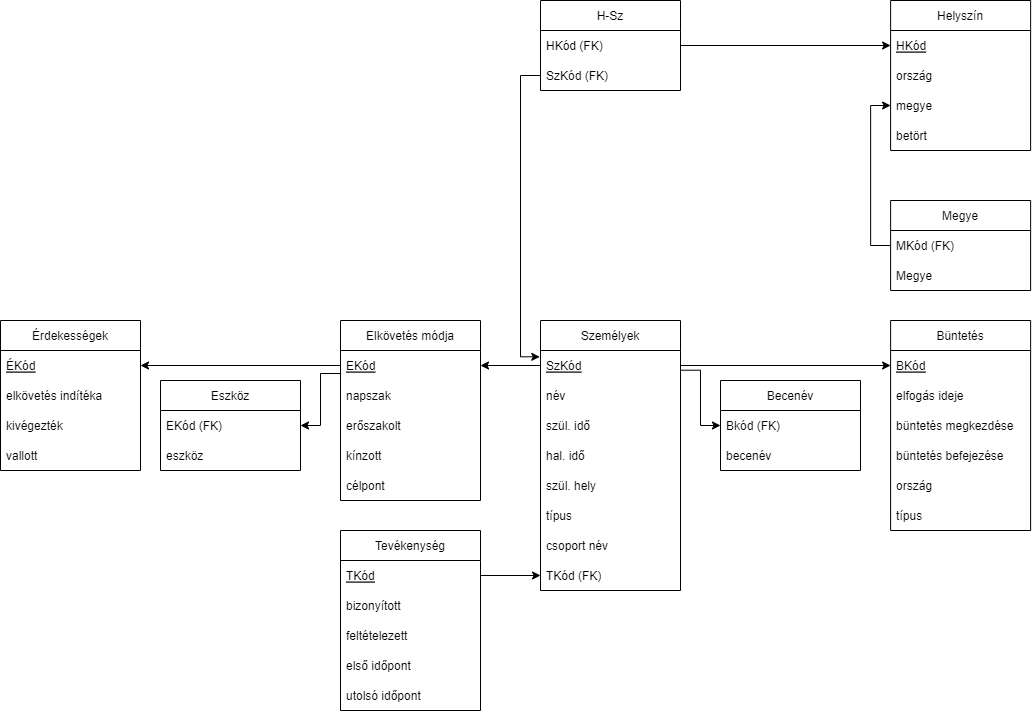 H-Sz
HKód (FK)
SzKód (FK)
Helyszín
HKód
ország
megye
betört
Megye
MKód (FK)
Megye
Érdekességek
ÉKód
elkövetés indítéka
kivégezték
vallott
Eszköz
EKód (FK)
eszköz
Elkövetés módja
EKód
napszak
erőszakolt
kínzott
célpont
Személyek
SzKód
név
szül. idő
hal. idő
szül. hely
típus
csoport név
TKód (FK)
Becenév
Bkód (FK)
becenév
Büntetés
BKód
elfogás ideje
büntetés megkezdése
büntetés befejezése
ország
típus
Tevékenység
TKód
bizonyított
feltételezett
első időpont
utolsó időpont